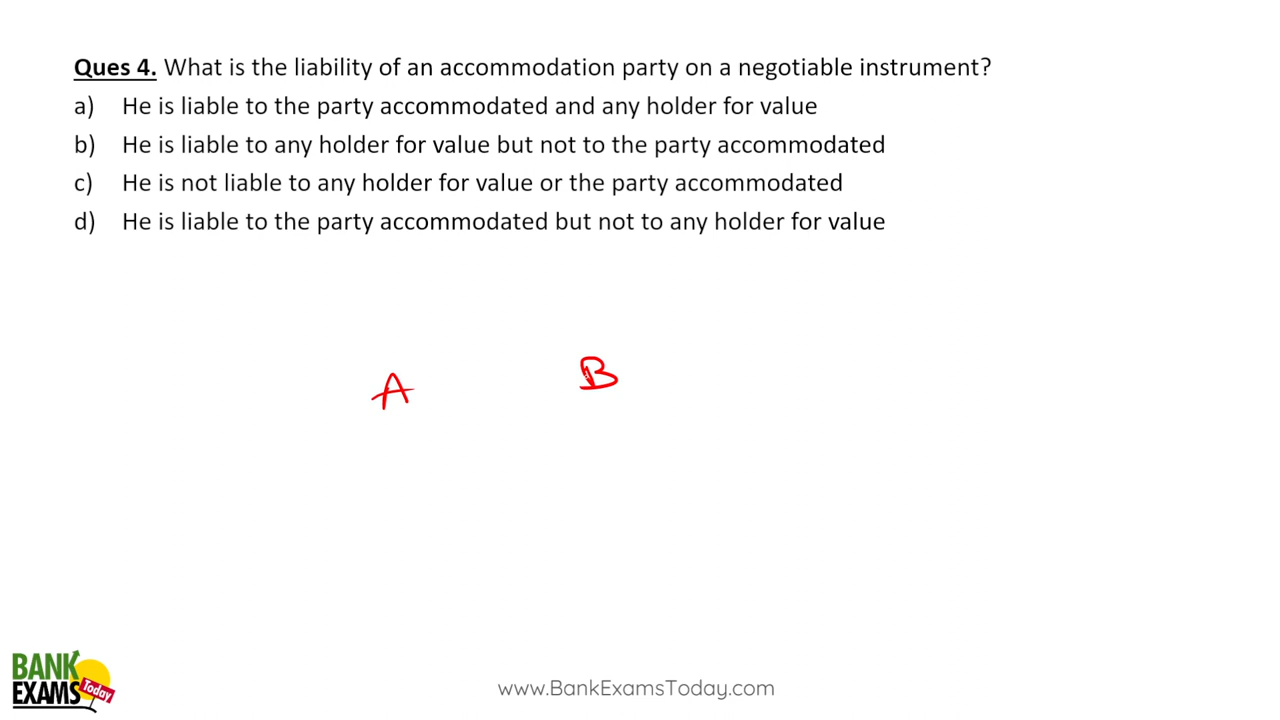 Ques 4. What is the liability of an accommodation party on a negotiable instrument?
a) He is liable to the party accommodated and any holder for value
b) He is liable to any holder for value but not to the party accommodated
c) He is not liable to any holder for value or the party accommodated
d) He is liable to the party accommodated but not to any holder for value
A B
BANK
EXAMS Today
www.BankExamsToday.com